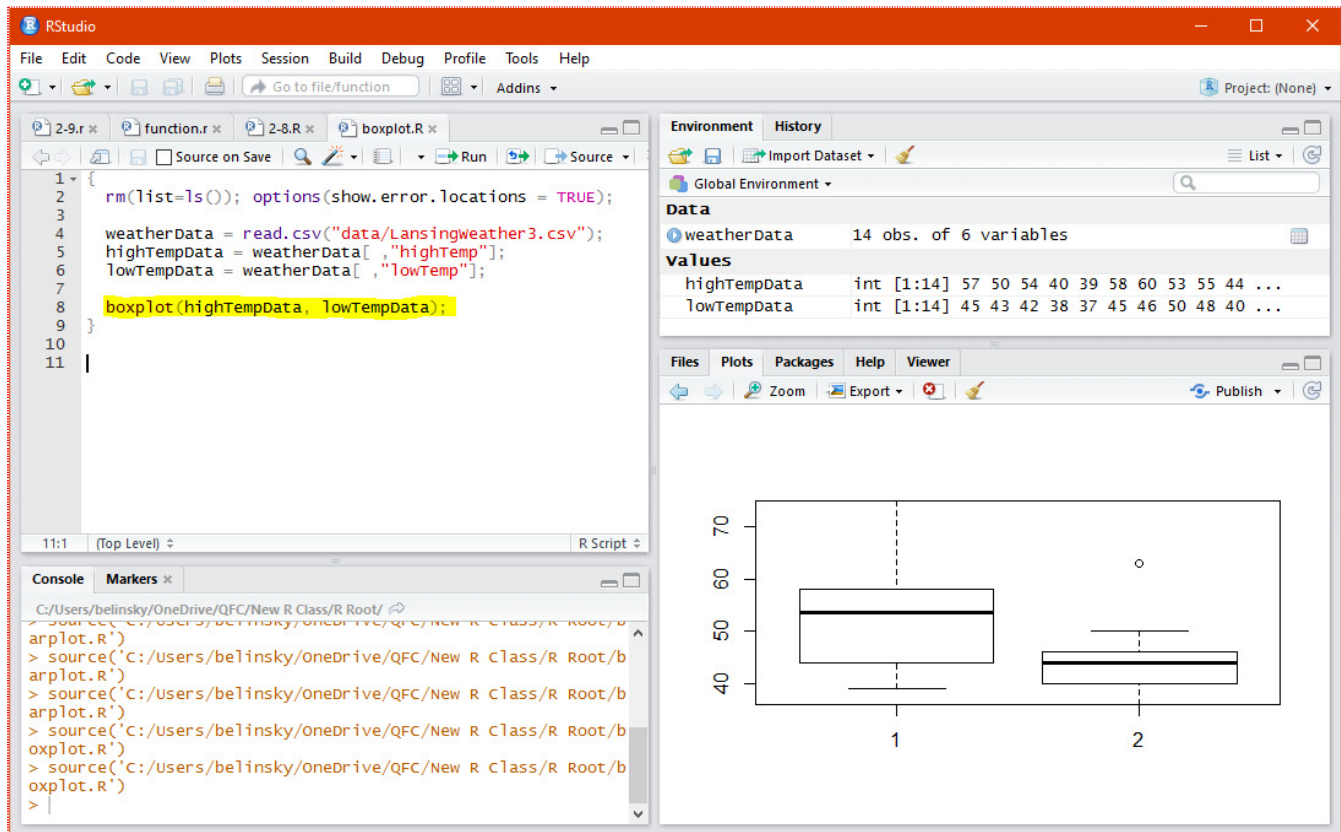 RStudio
File Edit Code View Plots Session Build Debug Profile Tools Help
Go to file/function Addins Project: (None)
2-9.r function.r 2-8.R boxplot.R
Source on Save Run Source
1 {
2 rm(list=ls()); options(show.error.locations = TRUE);
3
4 weatherData = read.csv("data/LansingWeather3.csv");
5 highTempData = weatherData[ ,"highTemp"];
6 lowTempData = weatherData[ ,"lowTemp"];
7
8 boxplot(highTempData, lowTempData);
9 }
10
11
11:1 (Top Level) R Script
Console Markers
C:/Users/belinsky/OneDrive/QFC/New R Class/R Root/
> source('C:/Users/belinsky/OneDrive/QFC/New R Class/R Root/b
arplot.R')
> source('C:/Users/belinsky/OneDrive/QFC/New R Class/R Root/b
arplot.R')
> source('C:/Users/belinsky/OneDrive/QFC/New R Class/R Root/b
arplot.R')
> source('C:/Users/belinsky/OneDrive/QFC/New R Class/R Root/b
oxplot.R')
> source('C:/Users/belinsky/OneDrive/QFC/New R Class/R Root/b
oxplot.R')
>
Environment History
Import Dataset List
Global Environment
Data
weatherData 14 obs. of 6 variables
Values
highTempData int [1:14] 57 50 54 40 39 58 60 53 55 44 ...
lowTempData int [1:14] 45 43 42 38 37 45 46 50 48 40 ...
Files Plots Packages Help Viewer
Zoom Export Publish
70
60
50
40
1 2